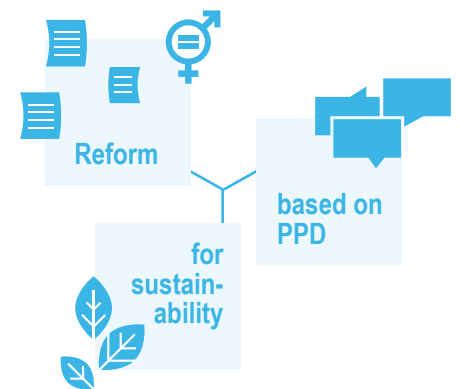 Reform
based on
PPD
for
sustain-
ability